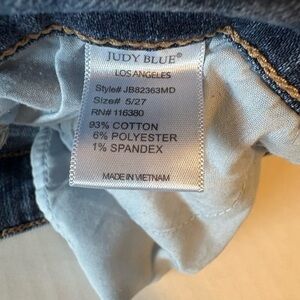 JUDY BLUE®
LOS ANGELES
Style# JB82363MD
Size# 5/27
RN# 116380
93% COTTON
6% POLYESTER
1% SPANDEX
MADE IN VIETNAM